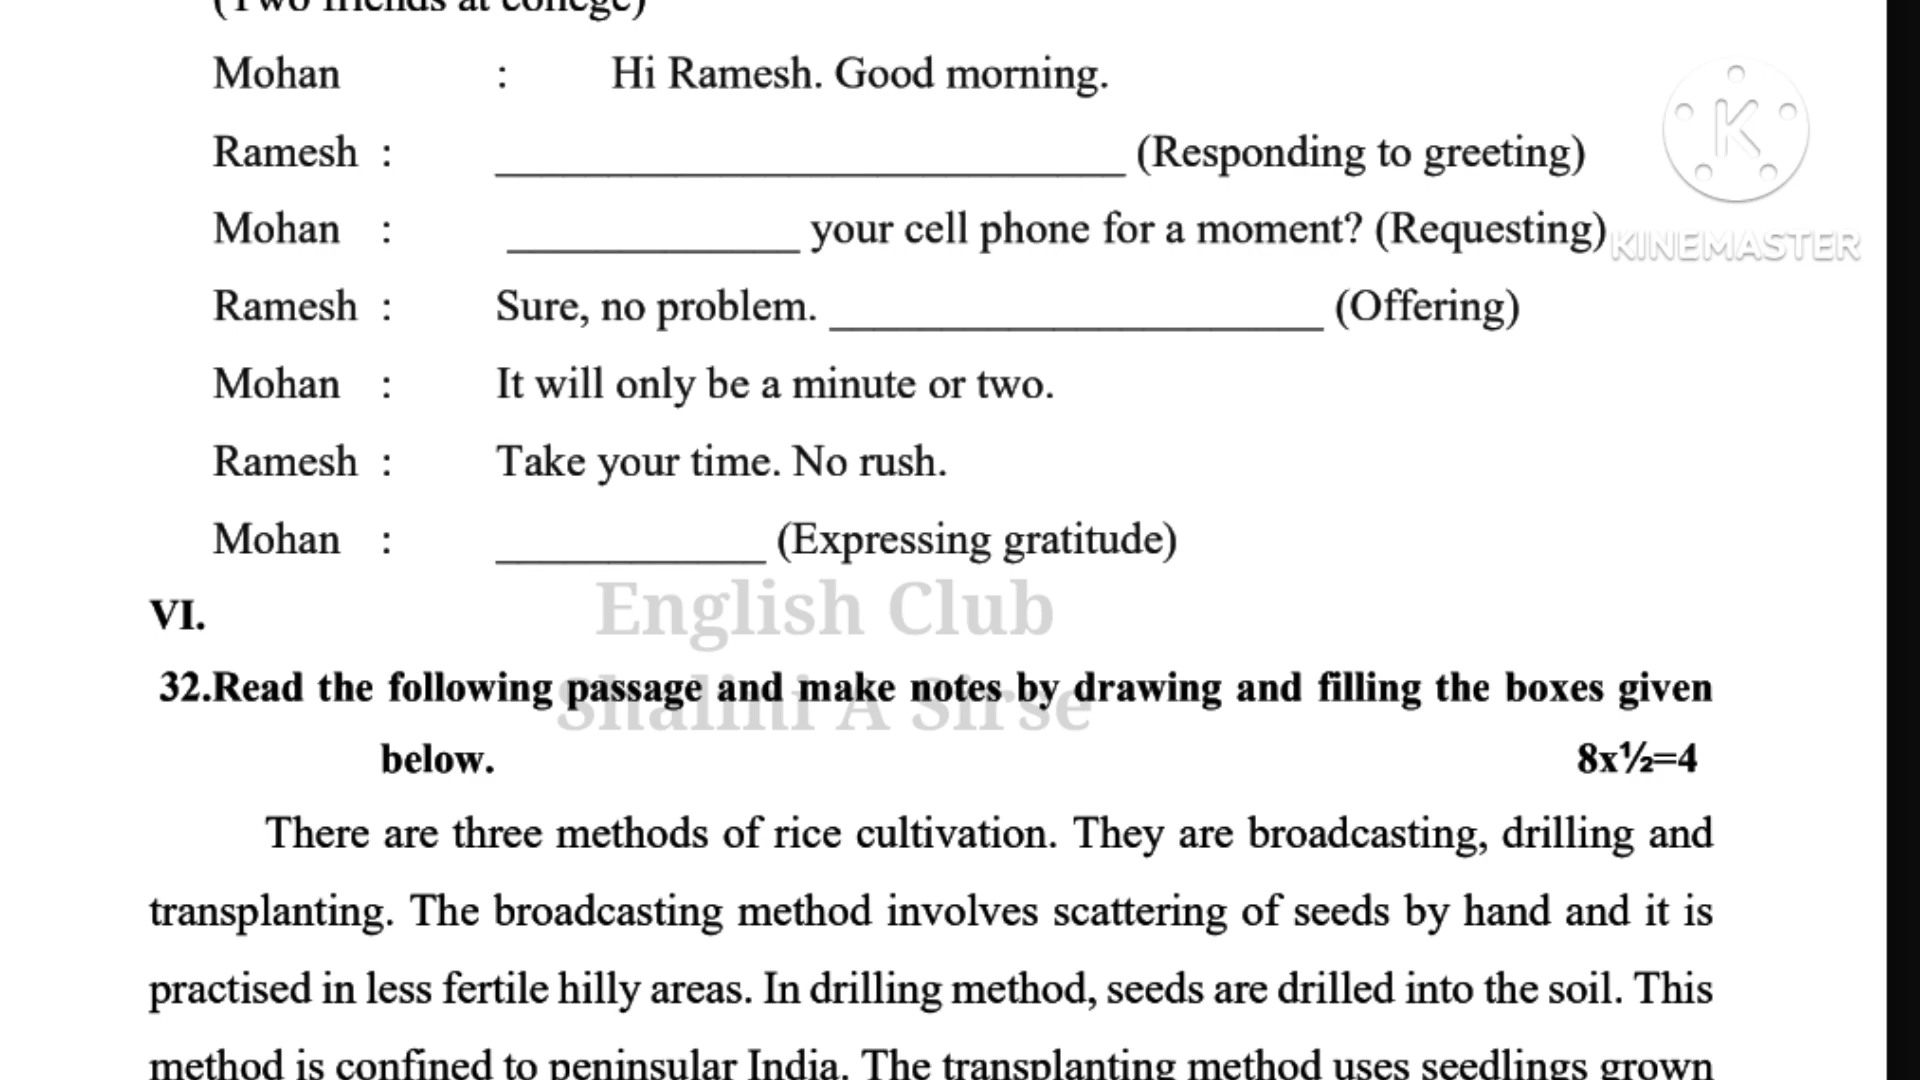 (Two friends at college)
Mohan : Hi Ramesh. Good morning.
Ramesh : ____________________ (Responding to greeting)
Mohan : __________ your cell phone for a moment? (Requesting)
Ramesh : Sure, no problem. ________________ (Offering)
Mohan : It will only be a minute or two.
Ramesh : Take your time. No rush.
Mohan : _________ (Expressing gratitude)
VI.
32.Read the following passage and make notes by drawing and filling the boxes given
below. 8x½=4
There are three methods of rice cultivation. They are broadcasting, drilling and
transplanting. The broadcasting method involves scattering of seeds by hand and it is
practised in less fertile hilly areas. In drilling method, seeds are drilled into the soil. This
method is confined to peninsular India. The transplanting method uses seedlings grown
K
KINEMASTER
English Club
Shalini A Sirse